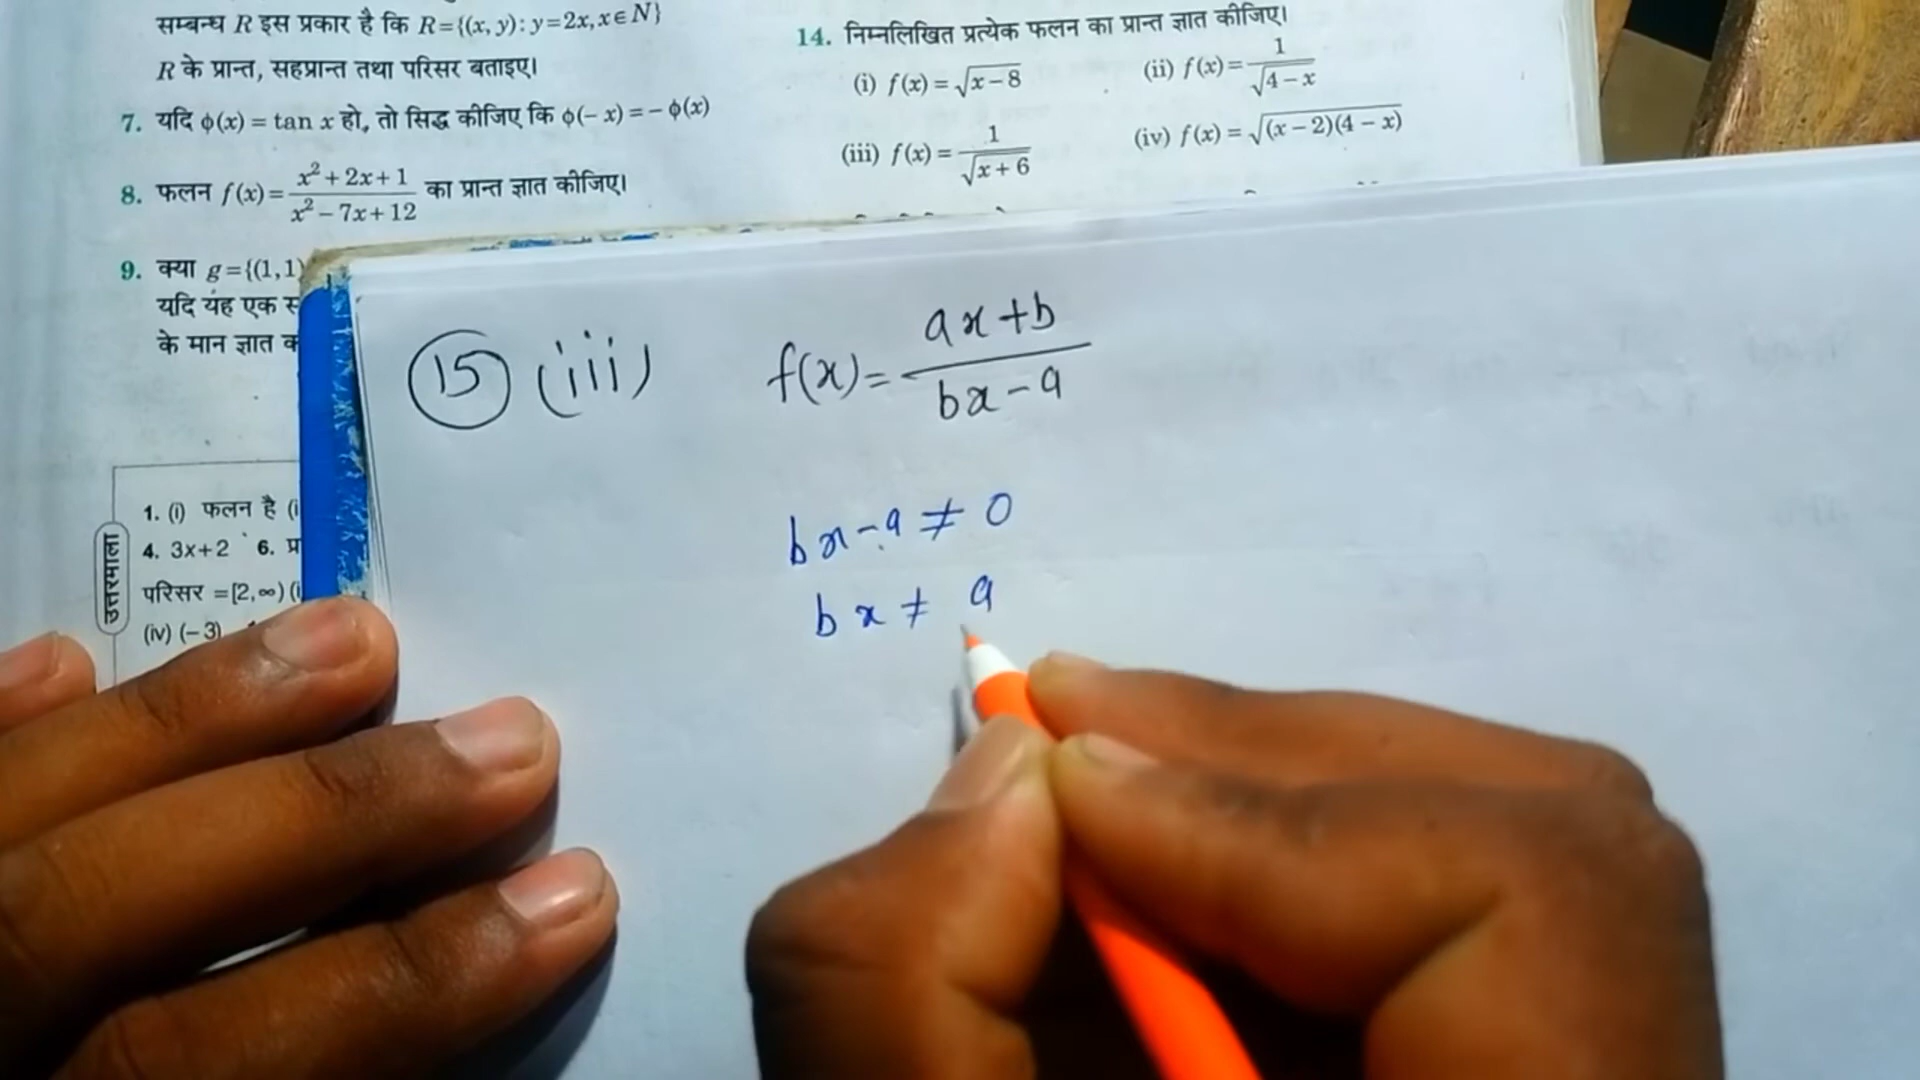 सम्बन्ध R इस प्रकार है कि R={(x, y): y=2x, x∈N}
R के प्रान्त, सहप्रान्त तथा परिसर बताइए।
7. यदि ϕ(x) = tan x हो, तो सिद्ध कीजिए कि ϕ(– x) = – ϕ(x)
8. फलन f(x)= (x² + 2x + 1)/(x² – 7x + 12) का प्रान्त ज्ञात कीजिए।
9. क्या g = {(1, 1)
यदि यह एक
के मान ज्ञात
14. निम्नलिखित प्रत्येक फलन का प्रान्त ज्ञात कीजिए।
(i) f(x) = √(x – 8)
(ii) f(x) = 1/√(4 – x)
(iii) f(x) = 1/√(x + 6)
(iv) f(x) = √((x – 2)(4 – x))
उत्तरमाला
1. (i) फलन है (i
4. 3x+2 6.
परिसर =[2, ∞) (i
(iv) (– 3)
15 (iii) f(x) = (ax+b)/(bx-a)
bx-a ≠ 0
bx ≠ a